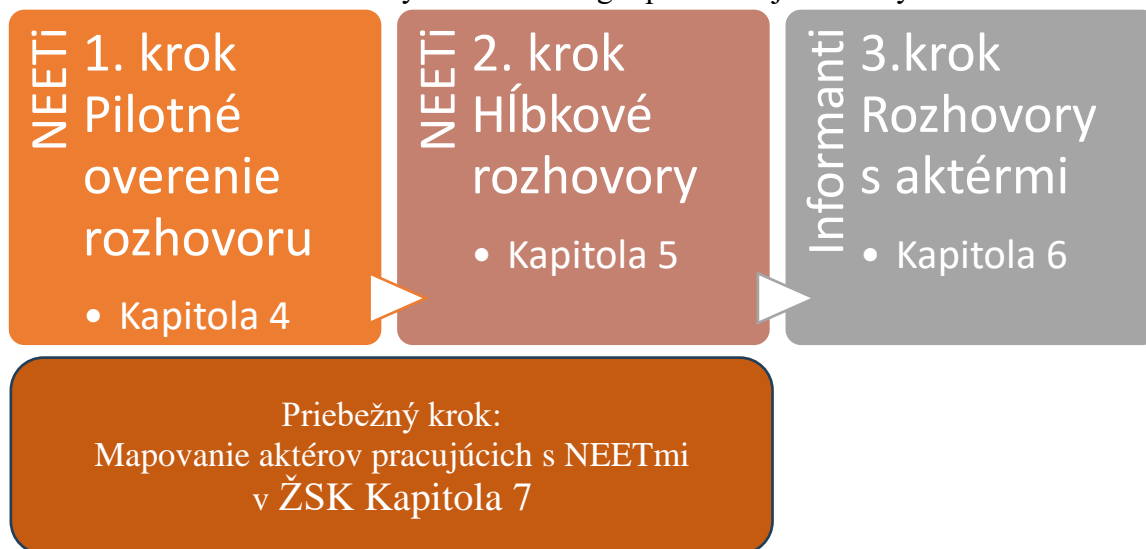 NEETi
1. krok
Pilotné
overenie
rozhovoru
• Kapitola 4
NEETi
2. krok
Hĺbkové
rozhovory
• Kapitola 5
Informanti
3.krok
Rozhovory
s aktérmi
• Kapitola 6
Priebežný krok:
Mapovanie aktérov pracujúcich s NEETmi
v ŽSK Kapitola 7